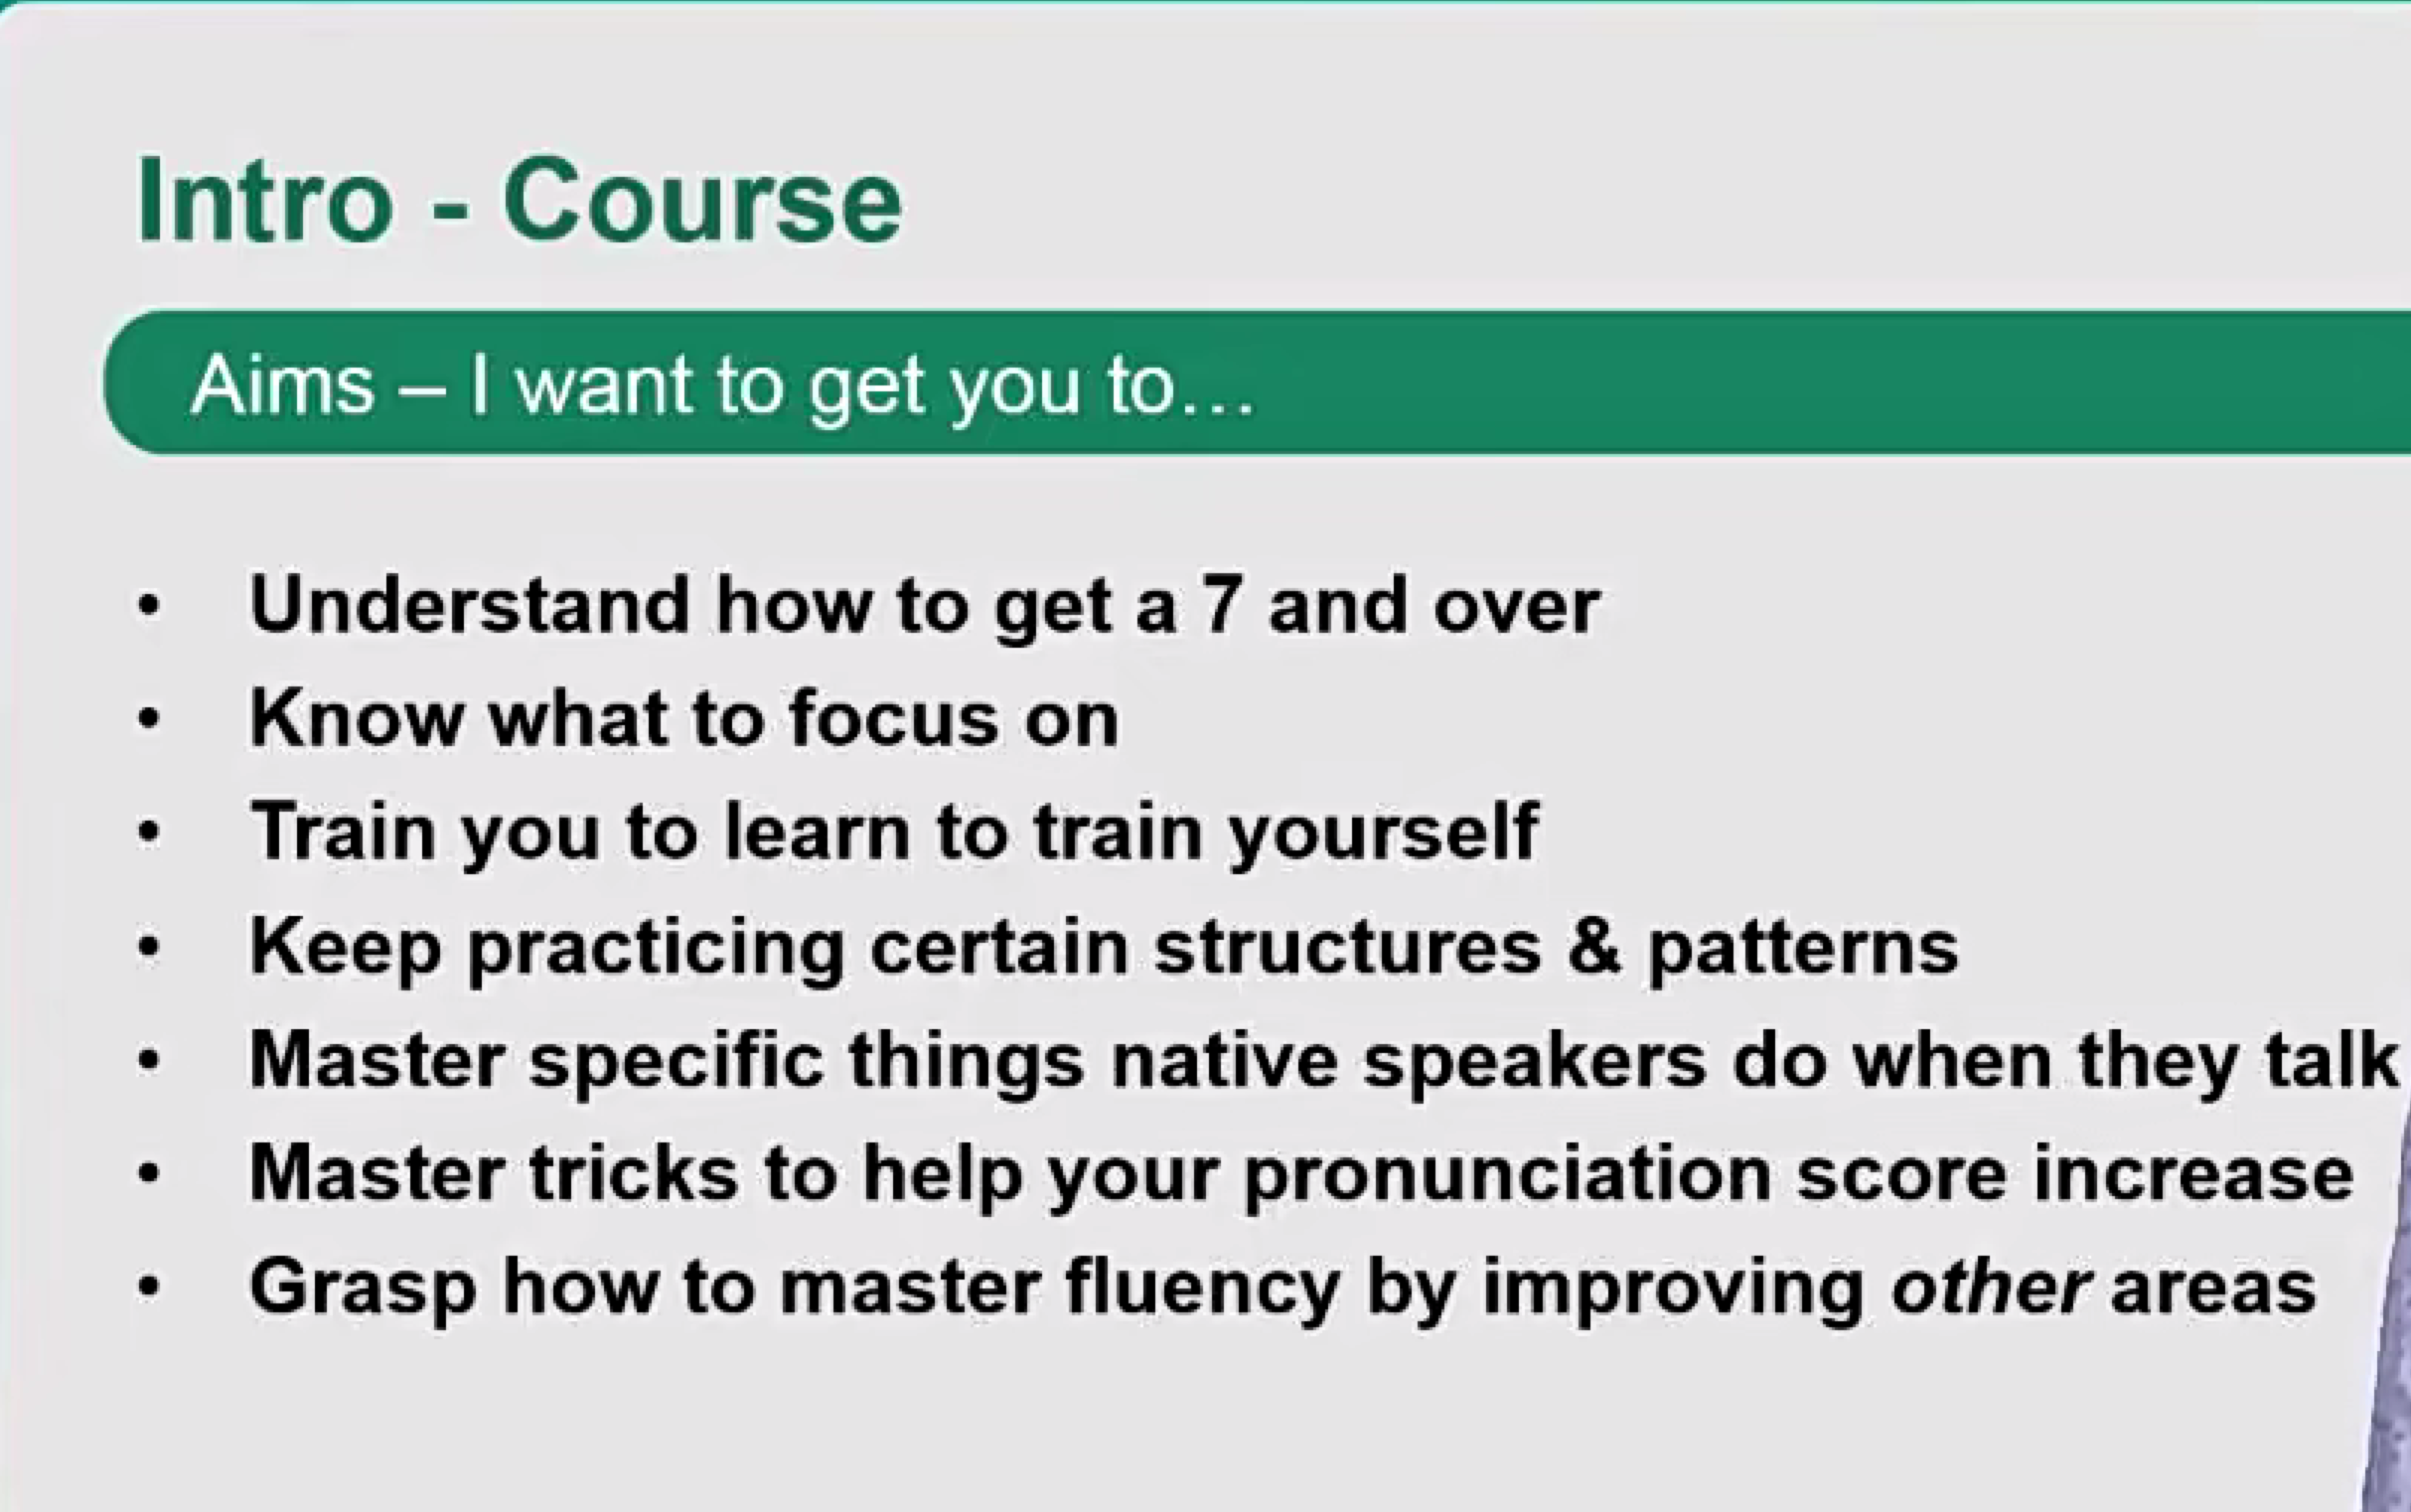 Intro - Course
Aims – I want to get you to…
• Understand how to get a 7 and over
• Know what to focus on
• Train you to learn to train yourself
• Keep practicing certain structures & patterns
• Master specific things native speakers do when they talk
• Master tricks to help your pronunciation score increase
• Grasp how to master fluency by improving other areas